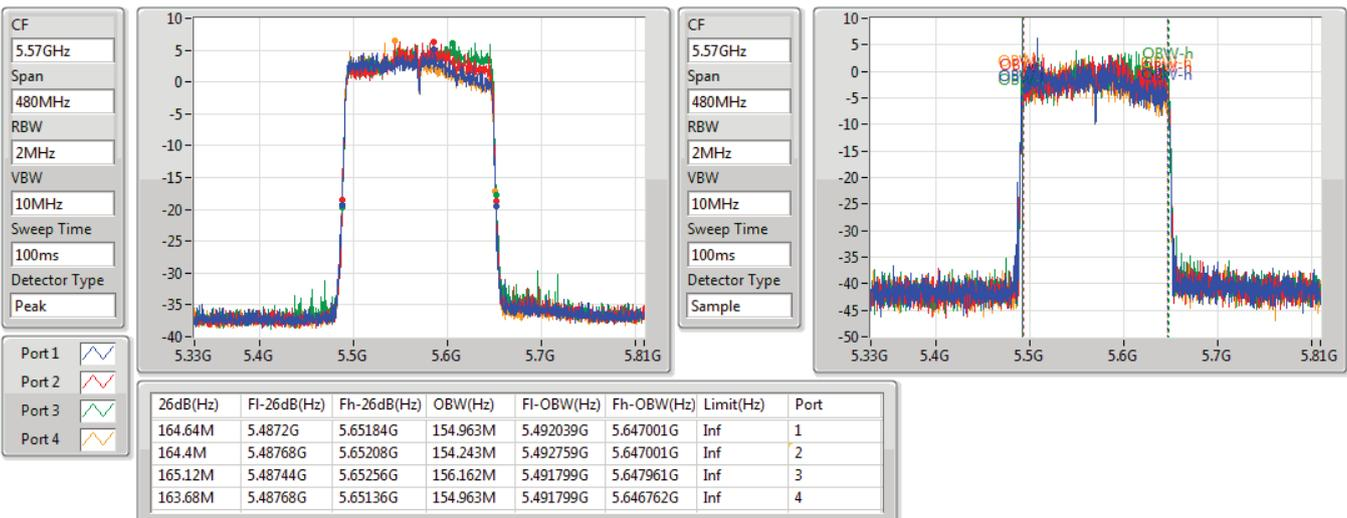 CF
5.57GHz
Span
480MHz
RBW
2MHz
VBW
10MHz
Sweep Time
100ms
Detector Type
Peak
10
5
0
-5
-10
-15
-20
-25
-30
-35
-40
5.33G 5.4G 5.5G 5.6G 5.7G 5.81G
CF
5.57GHz
Span
480MHz
RBW
2MHz
VBW
10MHz
Sweep Time
100ms
Detector Type
Sample
10
5
0
-5
-10
-15
-20
-25
-30
-35
-40
-45
-50
OBW-h
5.33G 5.4G 5.5G 5.6G 5.7G 5.81G
Port 1
Port 2
Port 3
Port 4
26dB(Hz) Fl-26dB(Hz) Fh-26dB(Hz) OBW(Hz) Fl-OBW(Hz) Fh-OBW(Hz) Limit(Hz) Port
164.64M 5.4872G 5.65184G 154.963M 5.492039G 5.647001G Inf 1
164.4M 5.48768G 5.65208G 154.243M 5.492759G 5.647001G Inf 2
165.12M 5.48744G 5.65256G 156.162M 5.491799G 5.647961G Inf 3
163.68M 5.48768G 5.65136G 154.963M 5.491799G 5.646762G Inf 4